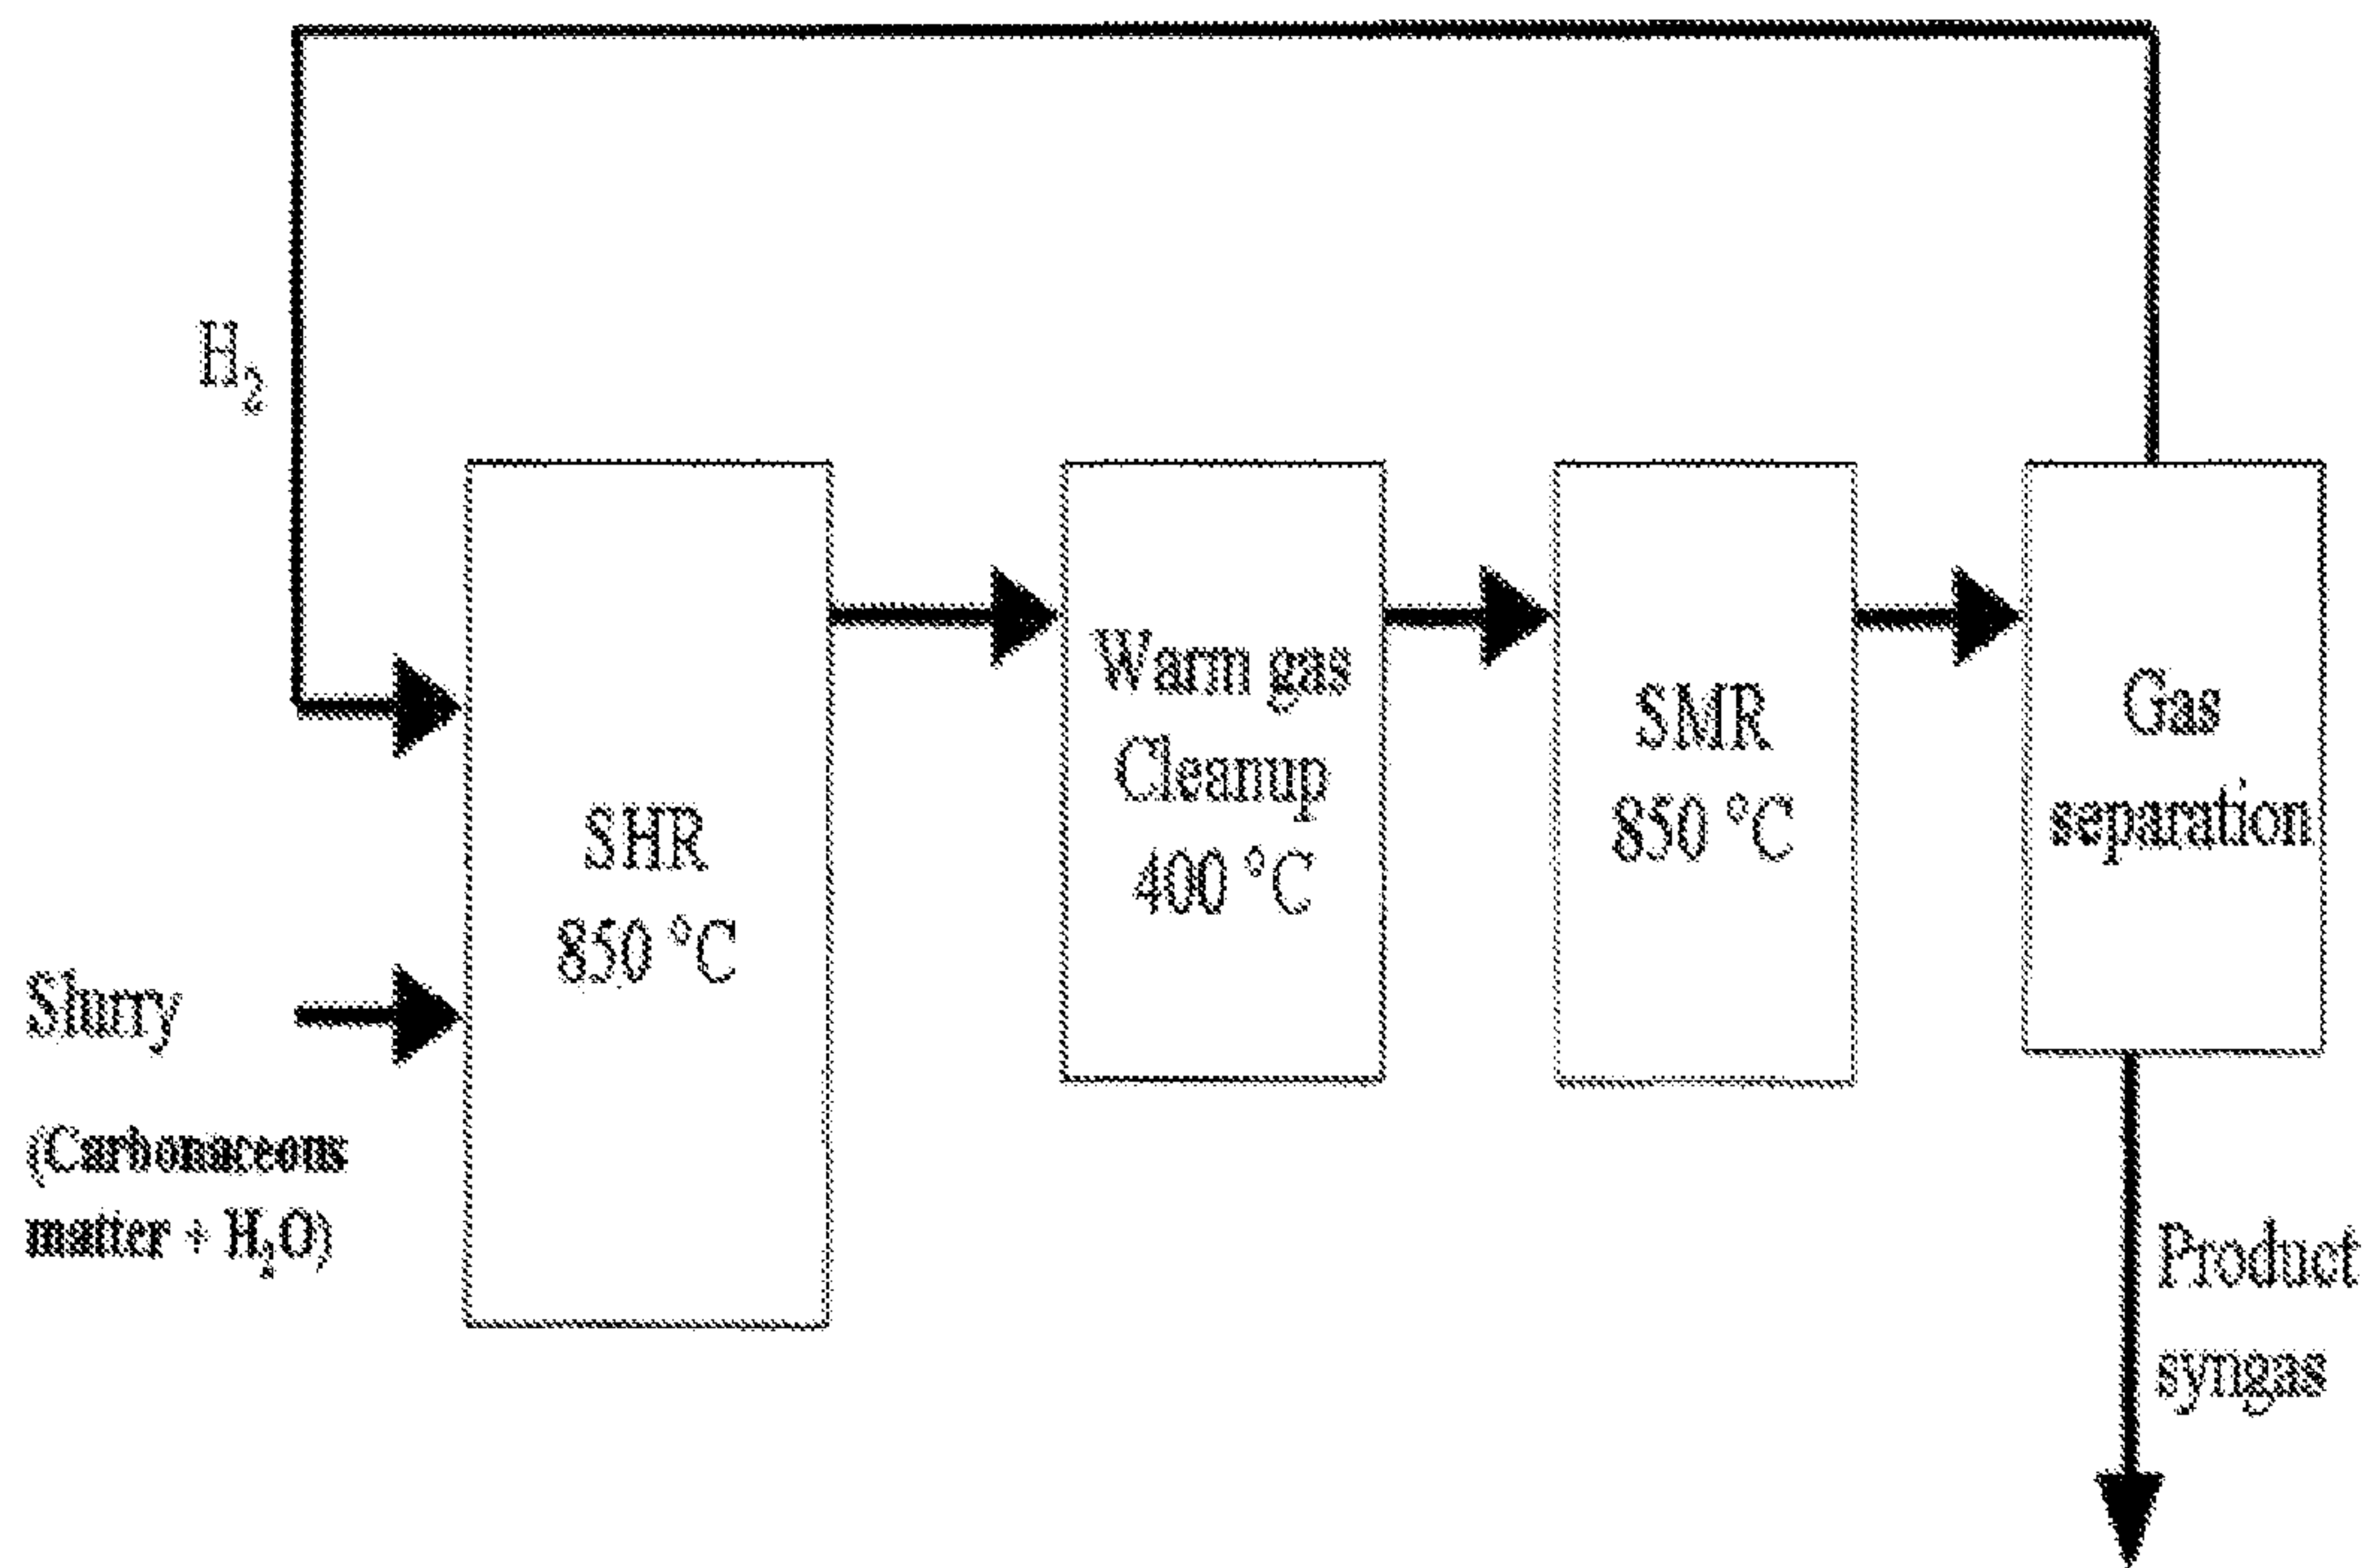 H₂
SHR
850 °C
Warm gas
Cleanup
400 °C
SMR
850 °C
Gas
separation
Slurry
(Carbonaceous
matter + H₂O)
Product
syngas